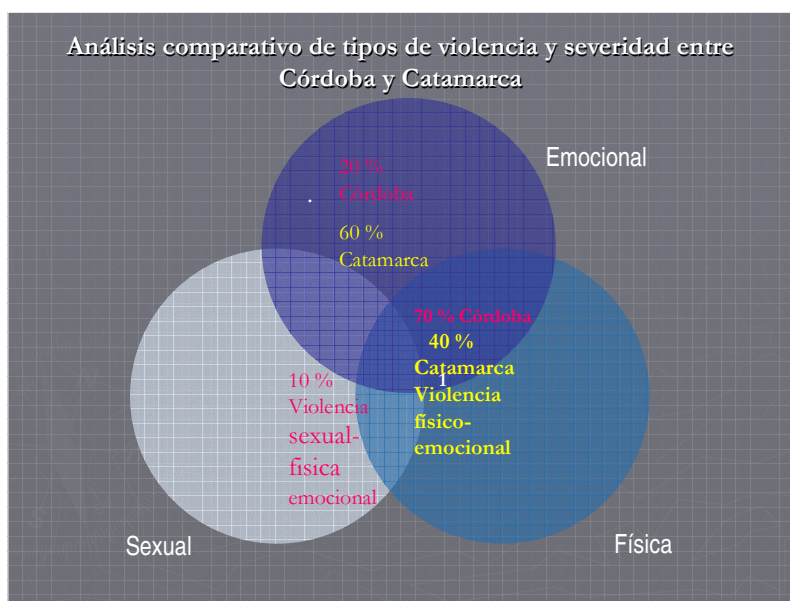 Análisis comparativo de tipos de violencia y severidad entre
Córdoba y Catamarca
Emocional
20 %
Córdoba
60 %
Catamarca
70 % Córdoba
40 %
Catamarca
1
Violencia
físico-
emocional
10 %
Violencia
sexual-
física
emocional
Sexual
Física